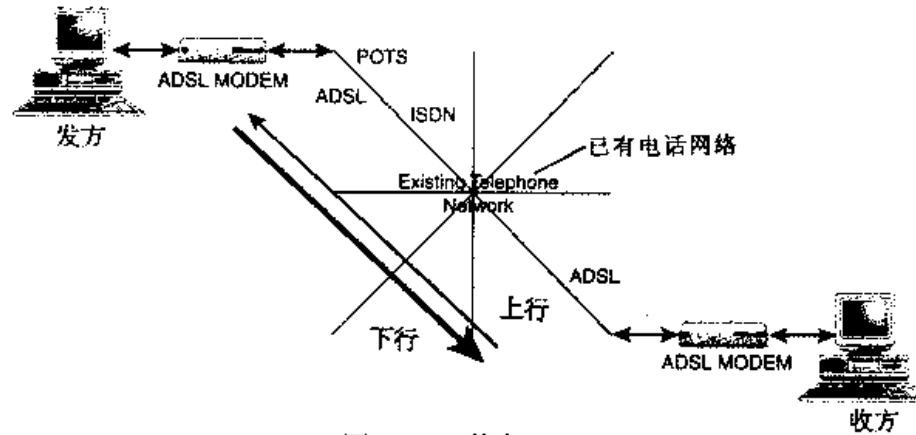 POTS
ADSL MODEM
ADSL
ISDN
发方
已有电话网络
Existing Telephone
Network
ADSL
上行
下行
ADSL MODEM
收方